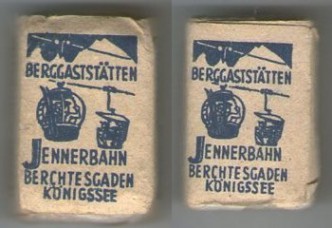 BERGGASTSTÄTTEN
JENNERBAHN
BERCHTESGADEN
KÖNIGSSEE
BERGGASTSTÄTTEN
JENNERBAHN
BERCHTESGADEN
KÖNIGSSEE